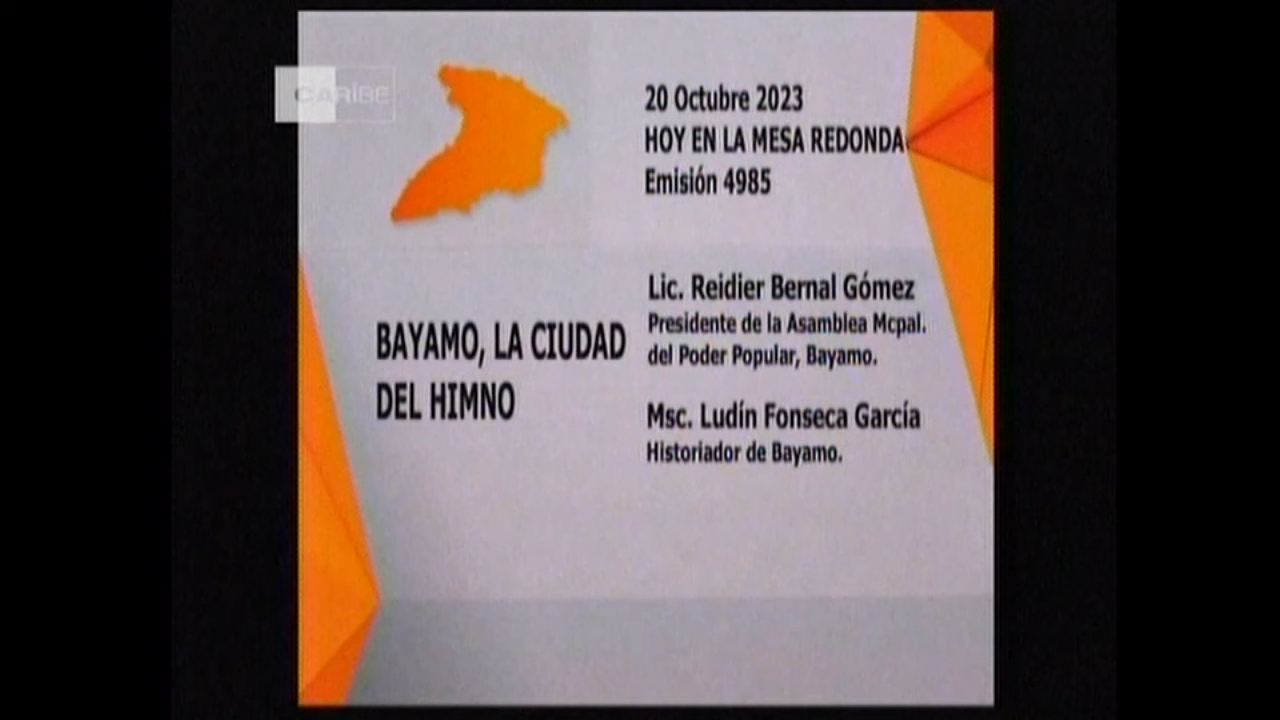 CARIBE
20 Octubre 2023
HOY EN LA MESA REDONDA
Emisión 4985
BAYAMO, LA CIUDAD
DEL HIMNO
Lic. Reidier Bernal Gómez
Presidente de la Asamblea Mcpal.
del Poder Popular, Bayamo.
Msc. Ludín Fonseca García
Historiador de Bayamo.